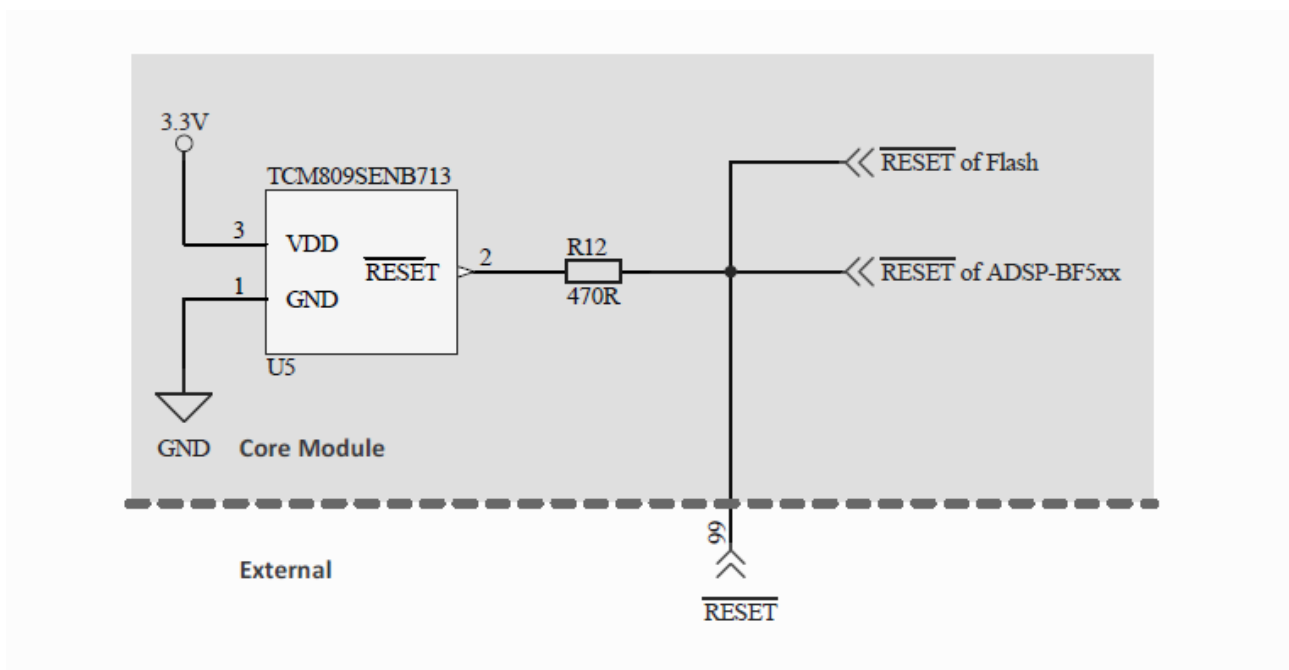 3.3V
TCM809SENB713
3
VDD
RESET
2
1
GND
U5
R12
470R
RESET of Flash
RESET of ADSP-BF5xx
GND
Core Module
99
External
RESET